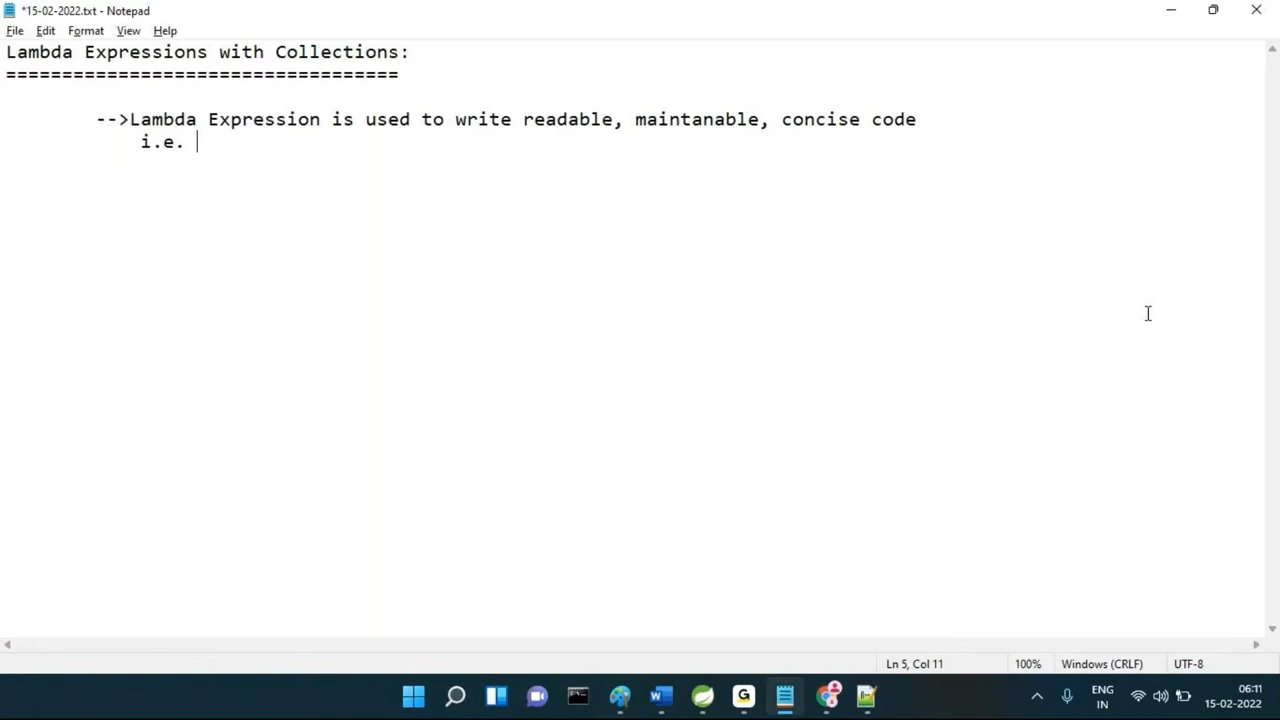 *15-02-2022.txt - Notepad
File Edit Format View Help
Lambda Expressions with Collections:
===================================
-->Lambda Expression is used to write readable, maintanable, concise code
i.e.
Ln 5, Col 11 100% Windows (CRLF) UTF-8
ENG 06:11
IN 15-02-2022